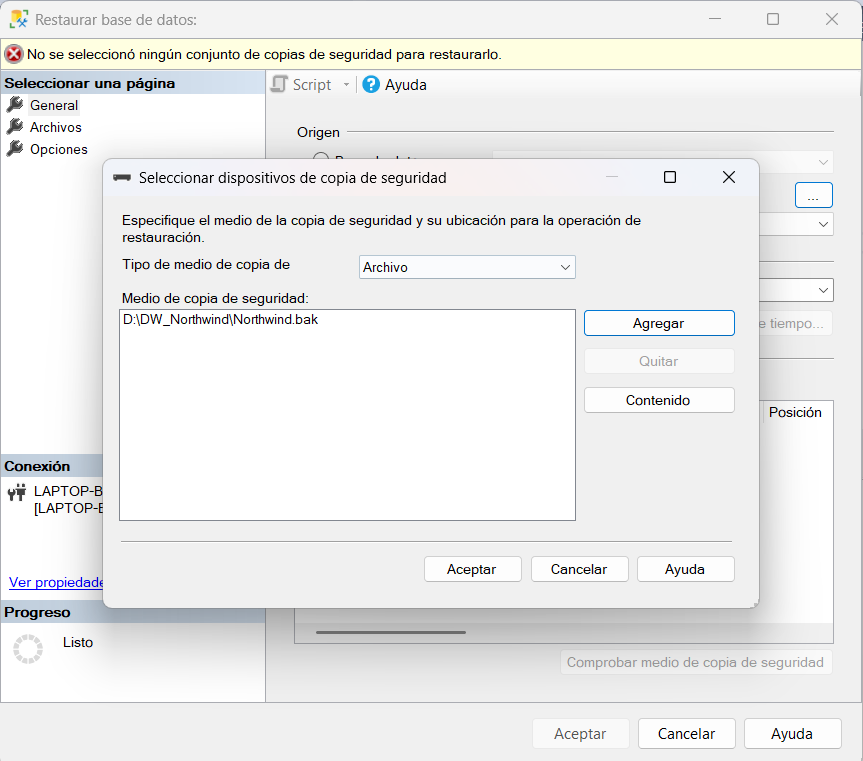 Restaurar base de datos:
No se seleccionó ningún conjunto de copias de seguridad para restaurarlo.
Seleccionar una página
General
Archivos
Opciones
Script
Ayuda
Origen
...
Seleccionar dispositivos de copia de seguridad
Especifique el medio de la copia de seguridad y su ubicación para la operación de
restauración.
Tipo de medio de copia de
Archivo
Medio de copia de seguridad:
D:\DW_Northwind\Northwind.bak
Agregar
Quitar
Contenido
Aceptar
Cancelar
Ayuda
e tiempo...
Posición
Conexión
LAPTOP-B
[LAPTOP-B
Ver propiedade
Progreso
Listo
Comprobar medio de copia de seguridad
Aceptar
Cancelar
Ayuda